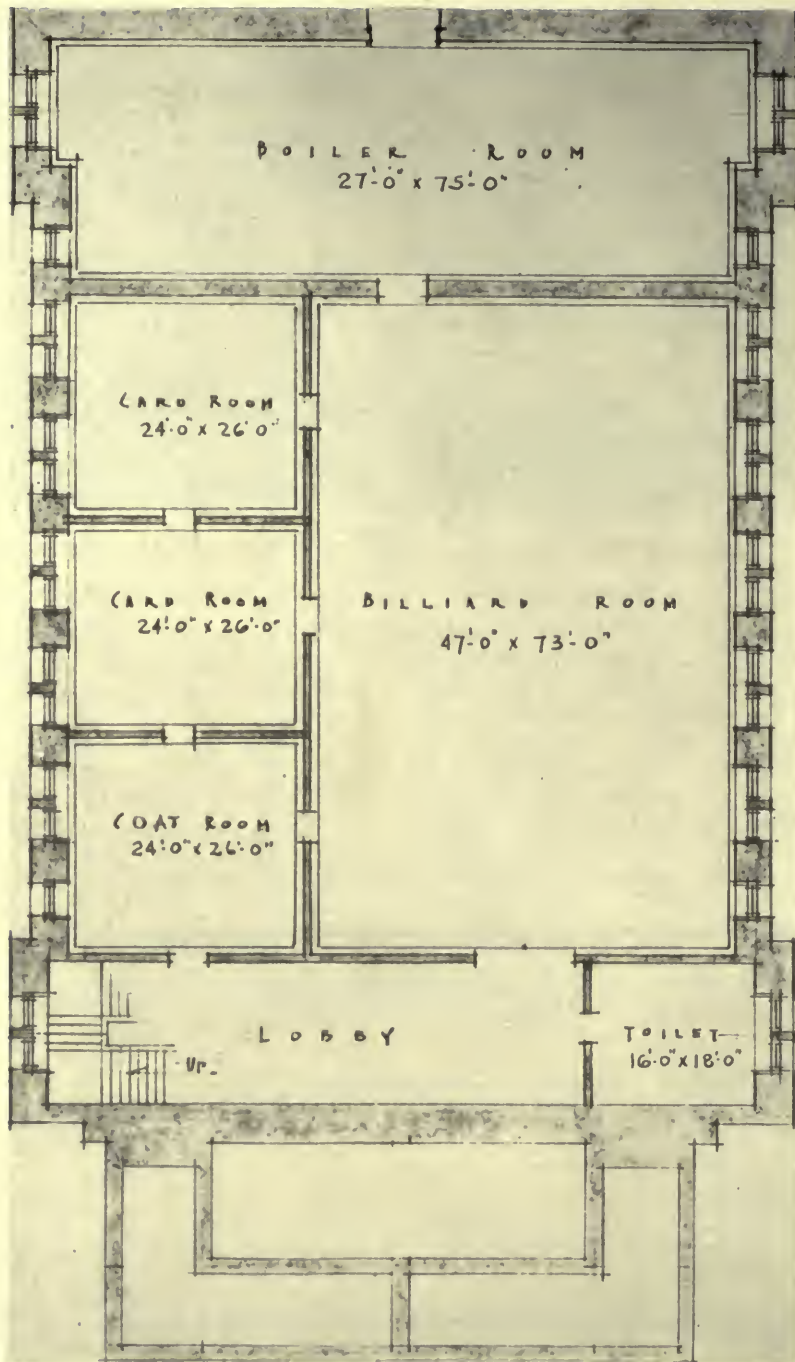 BOILER ROOM
27'-0" x 75'-0"
CARD ROOM
24'-0" x 26'-0"
CARD ROOM
24'-0" x 26'-0"
BILLIARD ROOM
47'-0" x 73'-0"
COAT ROOM
24'-0" x 26'-0"
LOBBY
TOILET
16'-0" x 18'-0"
Up-